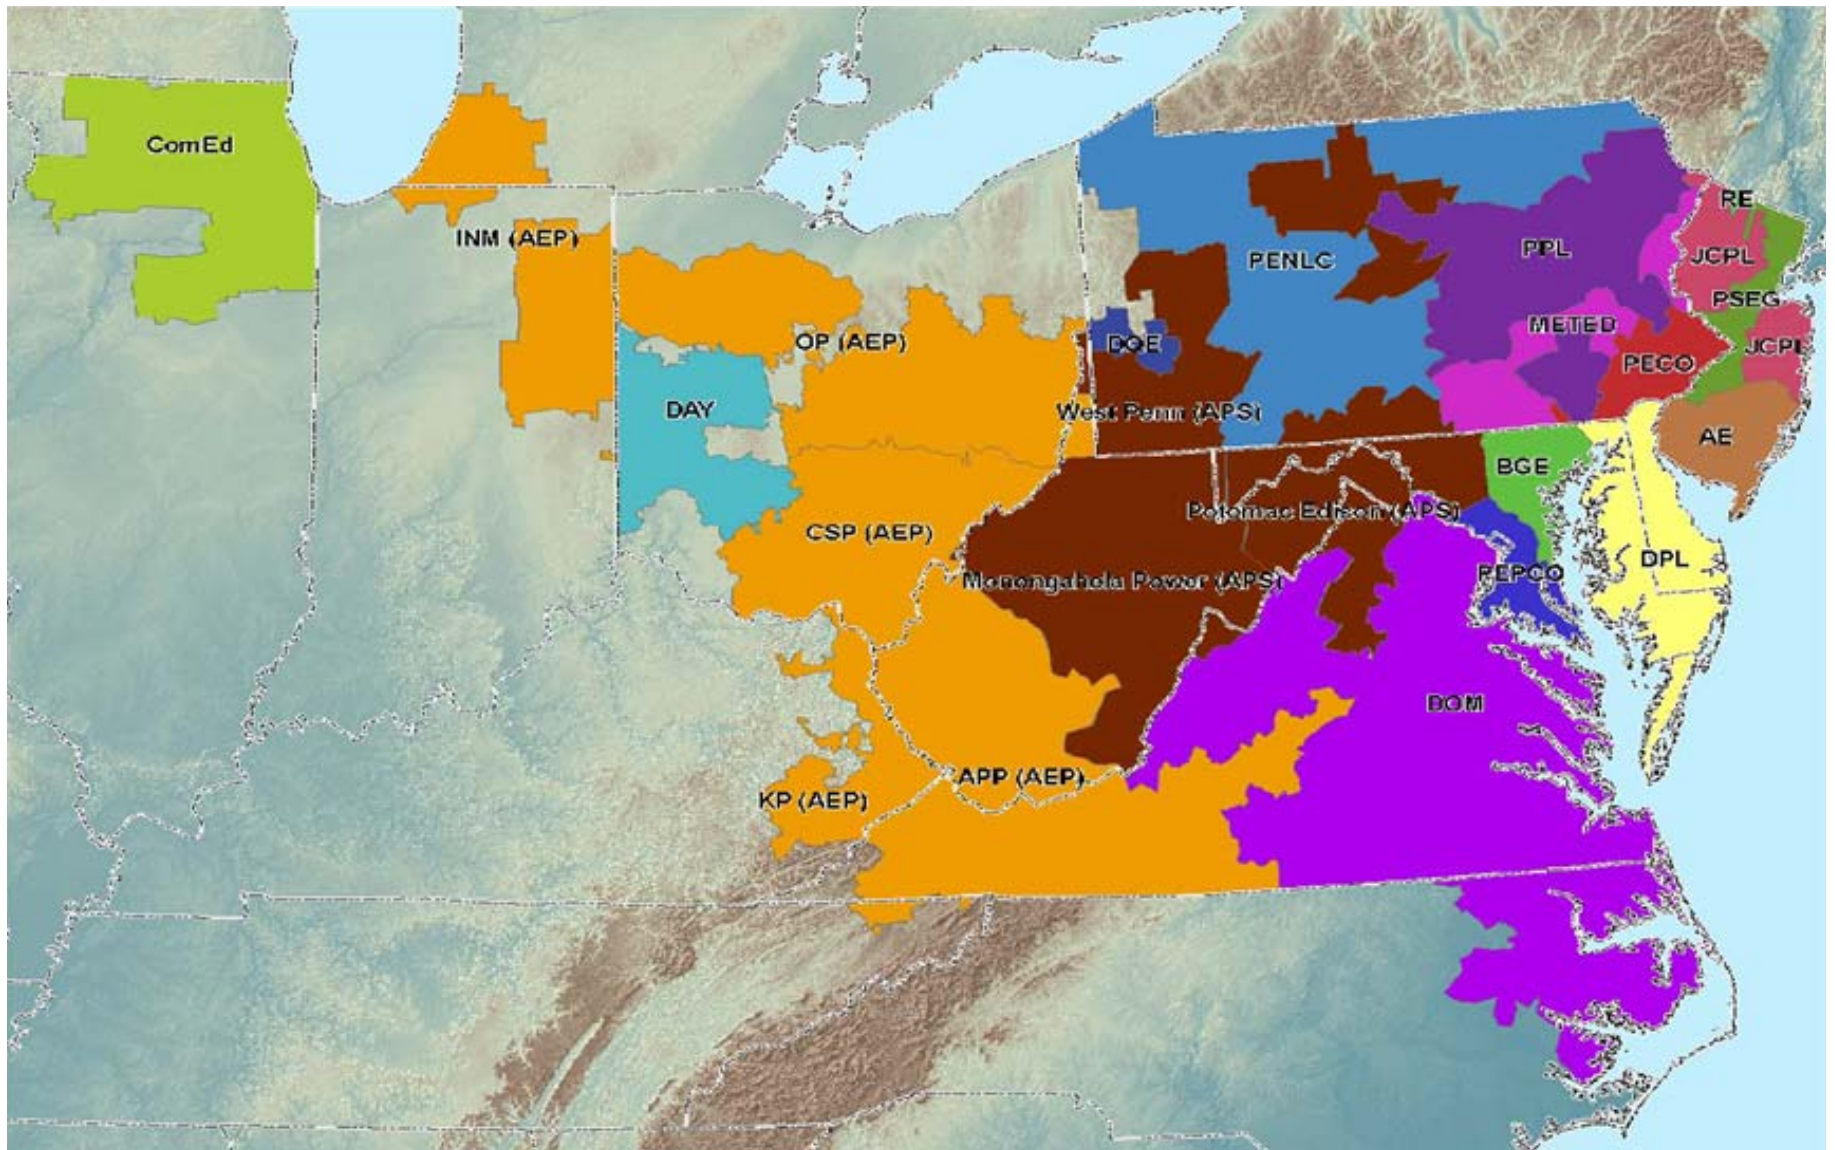 ComEd
RE
INM (AEP)
PPL
JCPL
PENLC
PSEG
METED
OP (AEP)
DQE
JCPL
PECO
DAY
West Penn (APS)
AE
BGE
Potomac Edison (APS)
CSP (AEP)
DPL
PEPCO
Monongahela Power (APS)
DOM
APP (AEP)
KP (AEP)